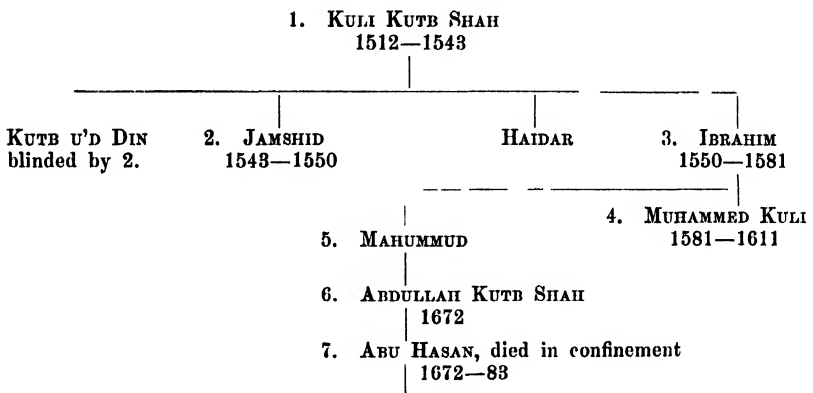 1. KULI KUTB SHAH
1512—1543
KUTB U'D DIN 2. JAMSHID HAIDAR 3. IBRAHIM
blinded by 2. 1543—1550 1550—1581
4. MUHAMMED KULI
5. MAHUMMUD 1581—1611
6. ABDULLAH KUTB SHAH
1672
7. ABU HASAN, died in confinement
1672—83